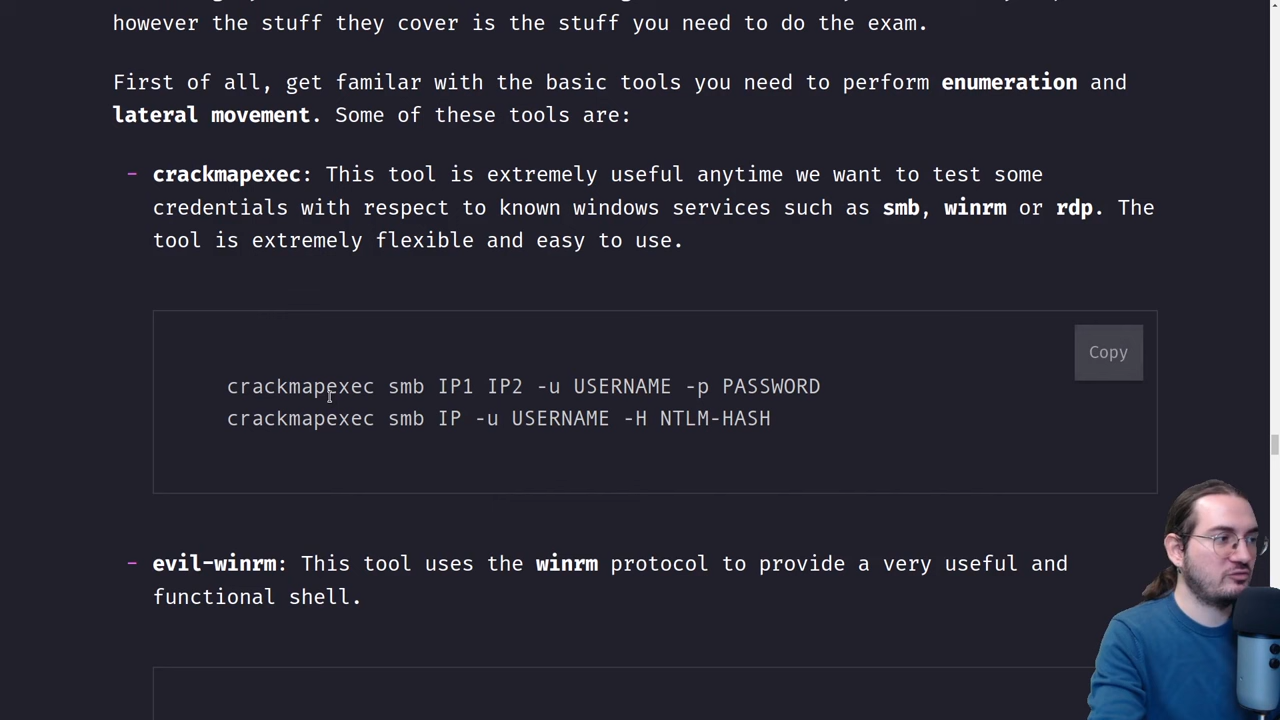 however the stuff they cover is the stuff you need to do the exam.
First of all, get familar with the basic tools you need to perform enumeration and
lateral movement. Some of these tools are:
- crackmapexec: This tool is extremely useful anytime we want to test some
credentials with respect to known windows services such as smb, winrm or rdp. The
tool is extremely flexible and easy to use.
Copy
crackmapexec smb IP1 IP2 -u USERNAME -p PASSWORD
crackmapexec smb IP -u USERNAME -H NTLM-HASH
- evil-winrm: This tool uses the winrm protocol to provide a very useful and
functional shell.